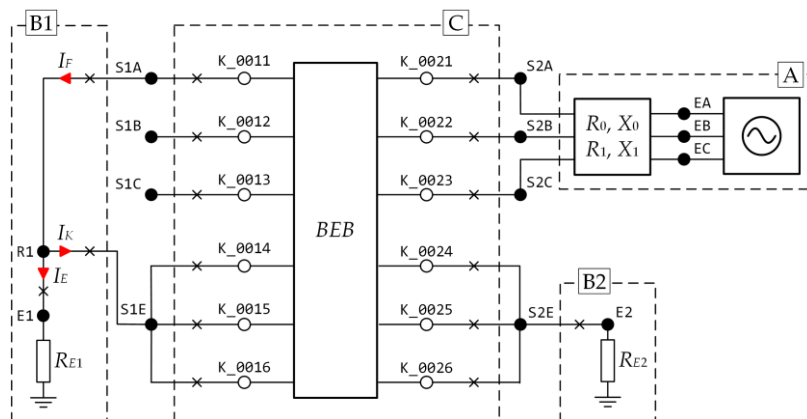 B1
C
I_F
S1A
K_0011
K_0021
S2A
A
S1B
K_0012
K_0022
S2B
R0, X0
R1, X1
EA
EB
EC
S1C
K_0013
K_0023
S2C
BEB
R1
I_K
I_E
K_0014
K_0024
B2
E1
S1E
K_0015
K_0025
S2E
E2
R_E1
K_0016
K_0026
R_E2